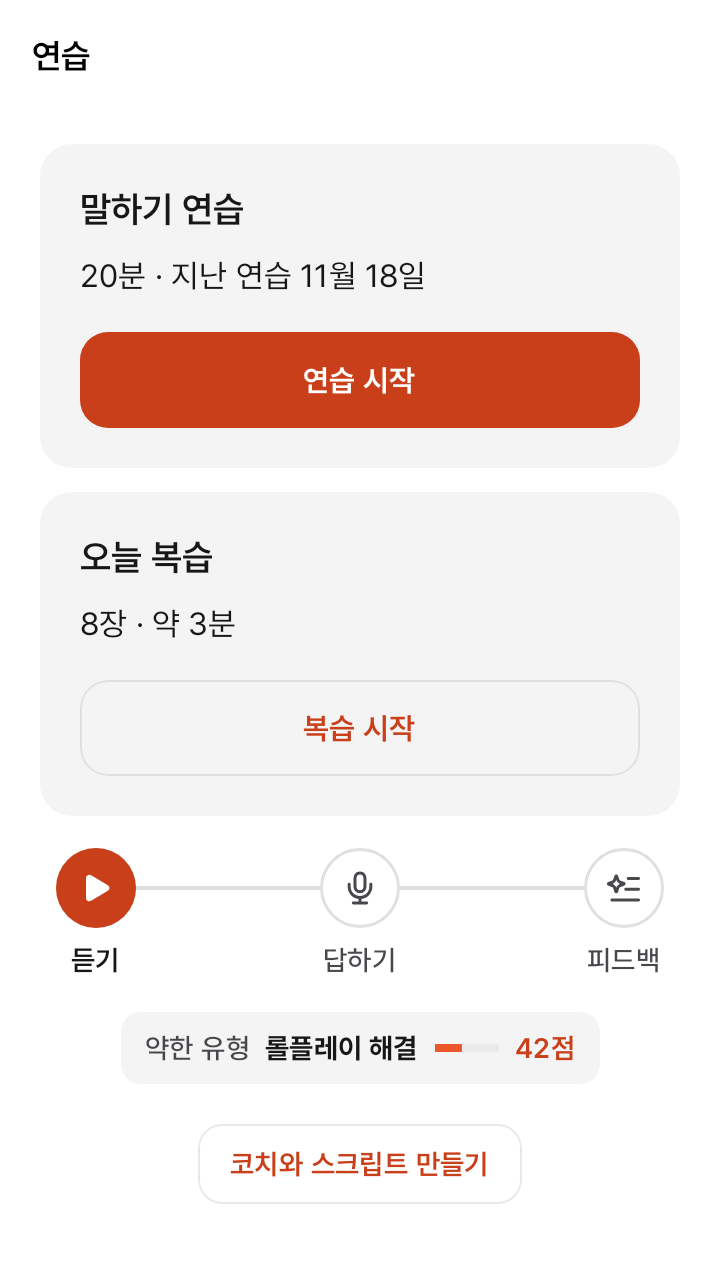 연습
말하기 연습
20분 · 지난 연습 11월 18일
연습 시작
오늘 복습
8장 · 약 3분
복습 시작
듣기 답하기 피드백
약한 유형 롤플레이 해결 42점
코치와 스크립트 만들기